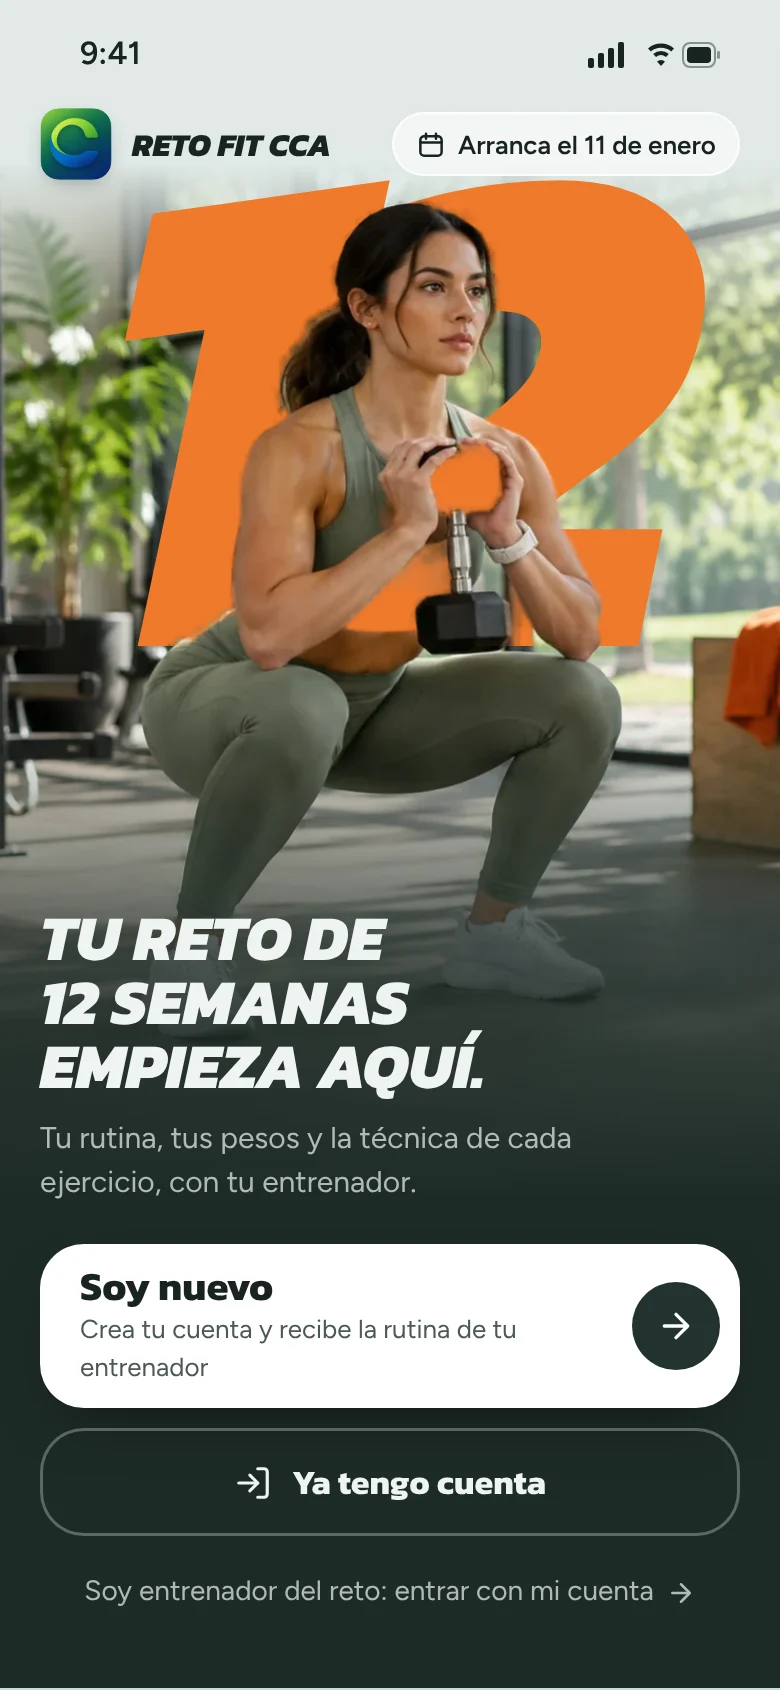 9:41
RETO FIT CCA
Arranca el 11 de enero
12
TU RETO DE
12 SEMANAS
EMPIEZA AQUÍ.
Tu rutina, tus pesos y la técnica de cada
ejercicio, con tu entrenador.
Soy nuevo
Crea tu cuenta y recibe la rutina de tu
entrenador
Ya tengo cuenta
Soy entrenador del reto: entrar con mi cuenta →